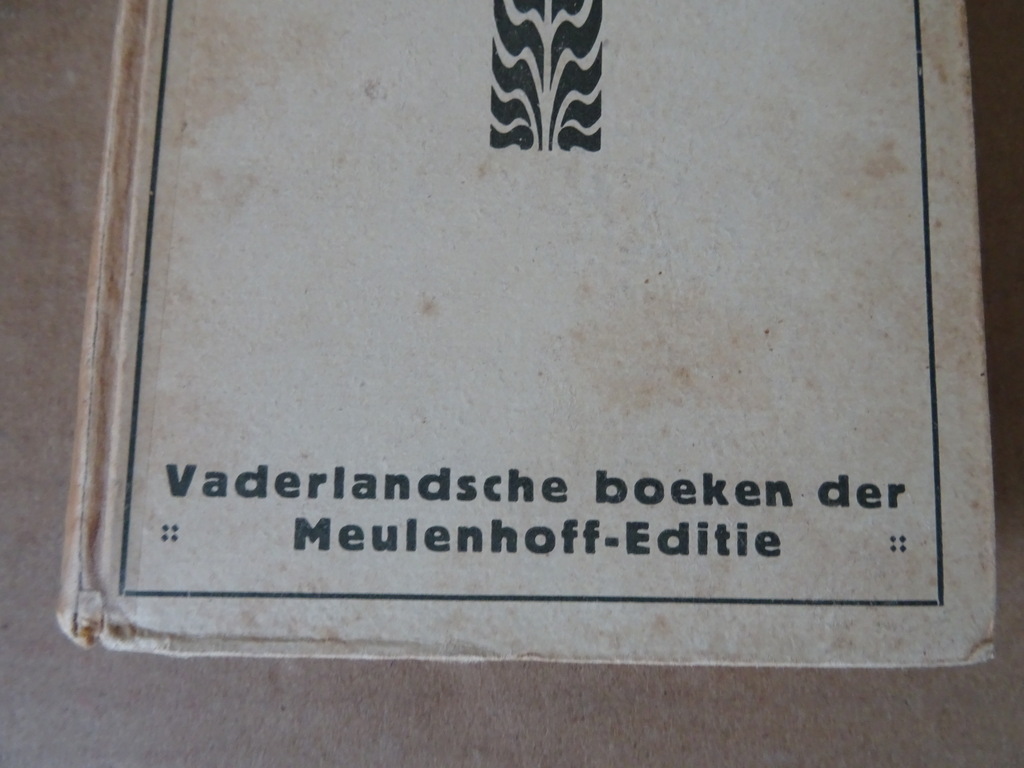 Vaderlandsche boeken der
:: Meulenhoff-Editie ::